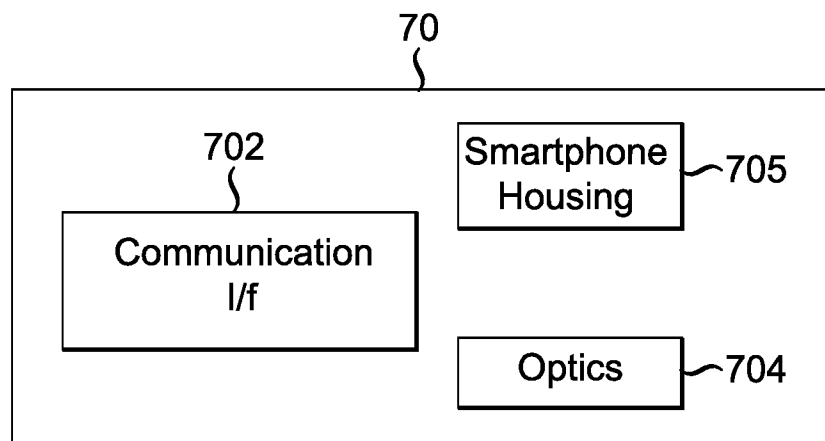 70
702
Communication
I/f
Smartphone
Housing
705
Optics
704